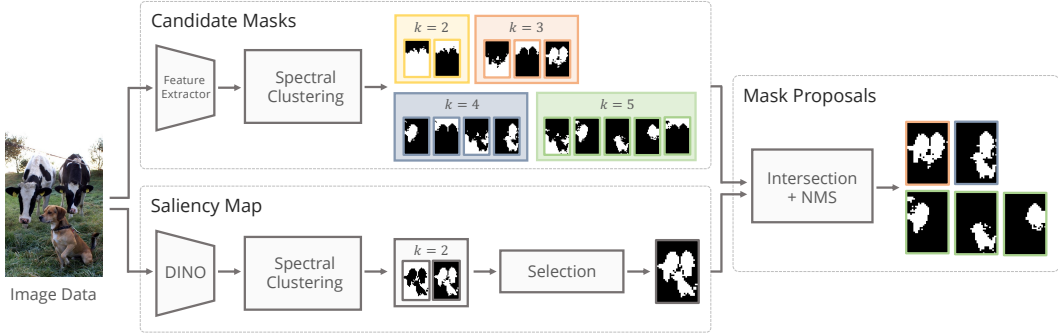 Candidate Masks
Feature
Extractor
Spectral
Clustering
k = 2
k = 3
k = 4
k = 5
Image Data
Saliency Map
DINO
Spectral
Clustering
k = 2
Selection
Mask Proposals
Intersection
+ NMS